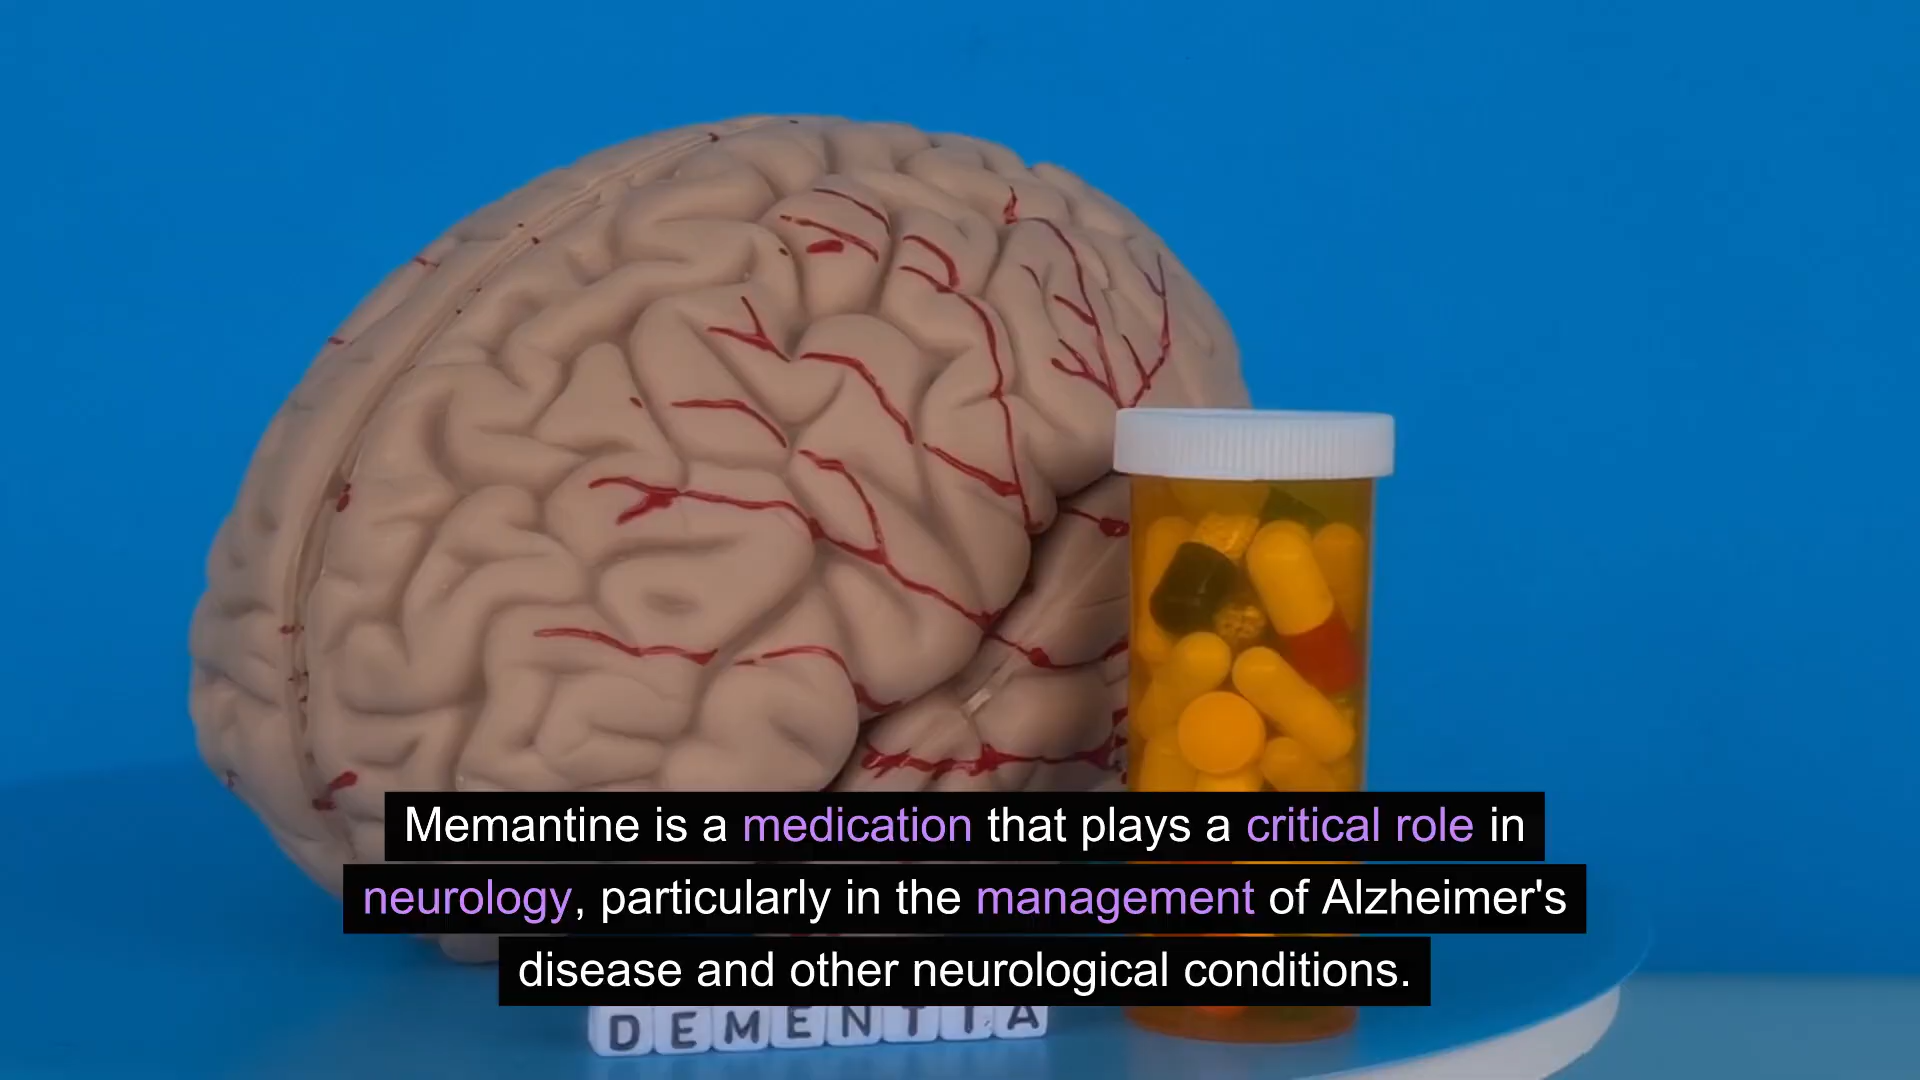 Memantine is a medication that plays a critical role in
neurology, particularly in the management of Alzheimer's
disease and other neurological conditions.
DEMENTIA